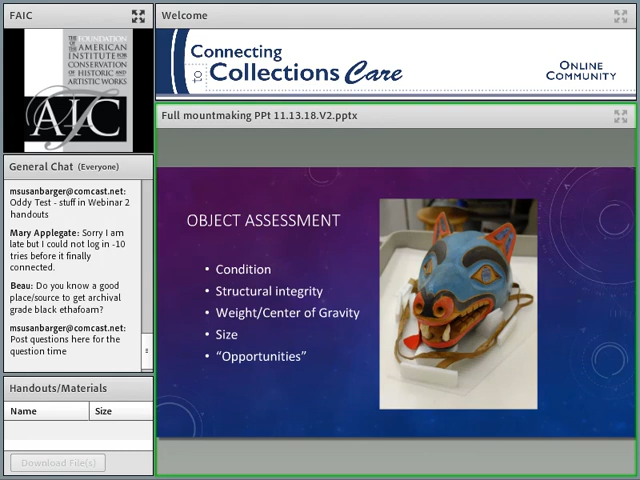 FAIC
Welcome
THE FOUNDATION
OF THE
AMERICAN
INSTITUTE FOR
CONSERVATION
OF HISTORIC AND
ARTISTIC WORKS
FAIC
Connecting
to Collections Care
ONLINE
COMMUNITY
General Chat (Everyone)
msusanbarger@comcast.net:
Oddy Test - stuff in Webinar 2
handouts
Mary Applegate: Sorry I am
late but I could not log in -10
tries before it finally
connected.
Beau: Do you know a good
place/source to get archival
grade black ethafoam?
msusanbarger@comcast.net:
Post questions here for the
question time
Handouts/Materials
Name Size
Download File(s)
Full mountmaking PPt 11.13.18.V2.pptx
OBJECT ASSESSMENT
• Condition
• Structural integrity
• Weight/Center of Gravity
• Size
• “Opportunities”